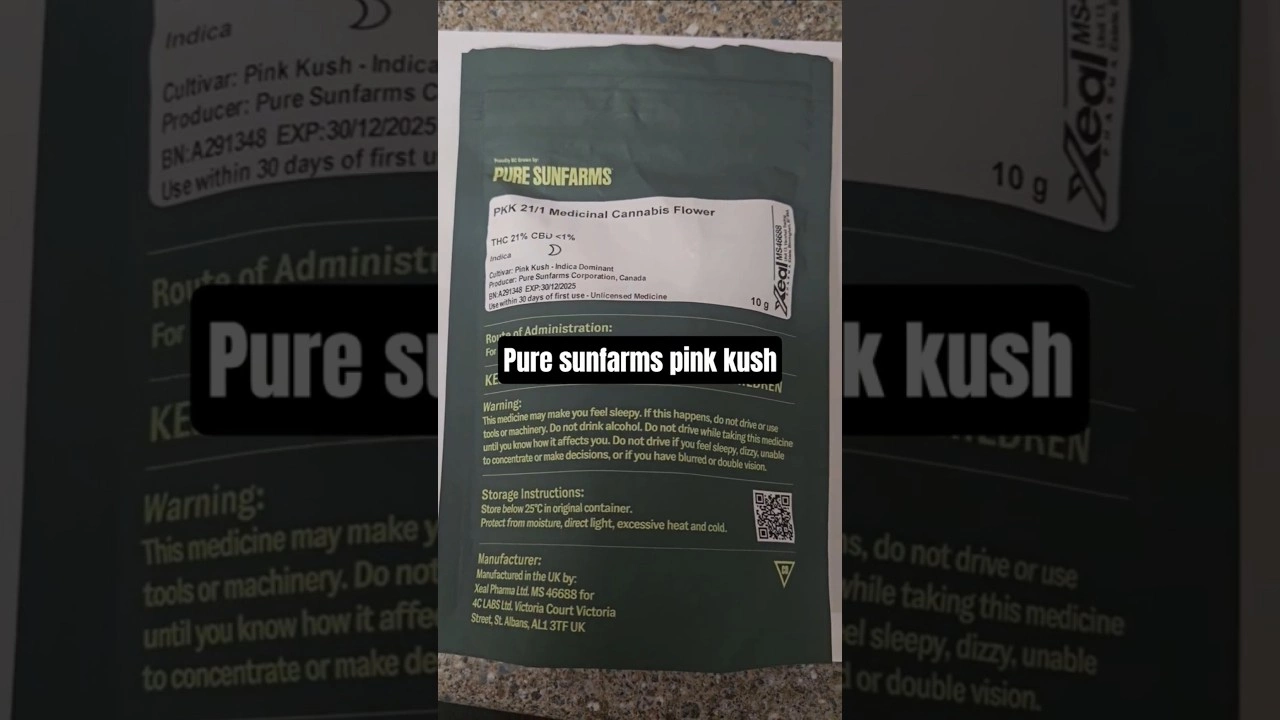 Proudly BC Grown by:
PURE SUNFARMS
PKK 21/1 Medicinal Cannabis Flower
THC 21% CBD <1%
Indica
Cultivar: Pink Kush - Indica Dominant
Producer: Pure Sunfarms Corporation, Canada
BN:A291348 EXP:30/12/2025
Use within 30 days of first use - Unlicensed Medicine
10 g
Xeal
PHARMA
MS46688
Route of Administration:
For
Pure sunfarms pink kush
Warning:
This medicine may make you feel sleepy. If this happens, do not drive or use
tools or machinery. Do not drink alcohol. Do not drive while taking this medicine
until you know how it affects you. Do not drive if you feel sleepy, dizzy, unable
to concentrate or make decisions, or if you have blurred or double vision.
Storage Instructions:
Store below 25°C in original container.
Protect from moisture, direct light, excessive heat and cold.
Manufacturer:
Manufactured in the UK by:
Xeal Pharma Ltd. MS 46688 for
4C LABS Ltd. Victoria Court Victoria
Street, St. Albans, AL1 3TF UK